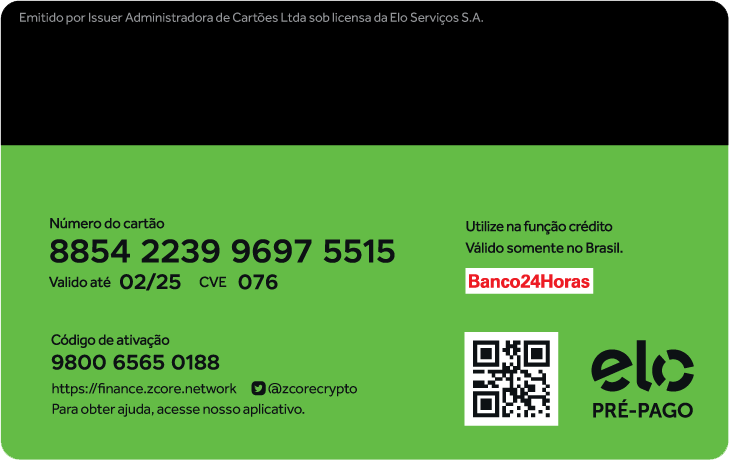 Emitido por Issuer Administradora de Cartões Ltda sob licensa da Elo Serviços S.A.
Número do cartão
8854 2239 9697 5515
Valido até 02/25 CVE 076
Utilize na função crédito
Válido somente no Brasil.
Banco24Horas
Código de ativação
9800 6565 0188
https://finance.zcore.network @zcorecrypto
Para obter ajuda, acesse nosso aplicativo.
elo
PRÉ-PAGO